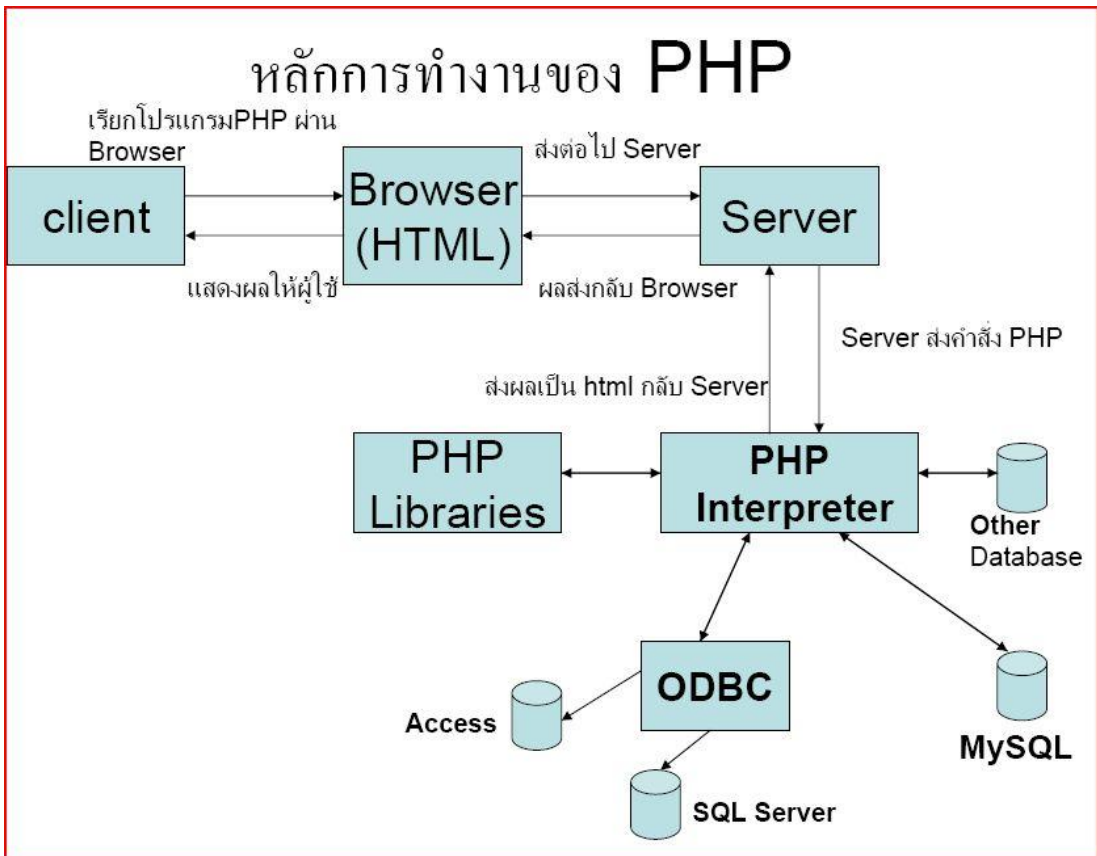 หลักการทำงานของ PHP
เรียกโปรแกรมPHP ผ่าน
Browser
ส่งต่อไป Server
client
Browser
(HTML)
Server
แสดงผลให้ผู้ใช้
ผลส่งกลับ Browser
Server ส่งคำสั่ง PHP
ส่งผลเป็น html กลับ Server
PHP
Libraries
PHP
Interpreter
Other
Database
ODBC
Access
MySQL
SQL Server